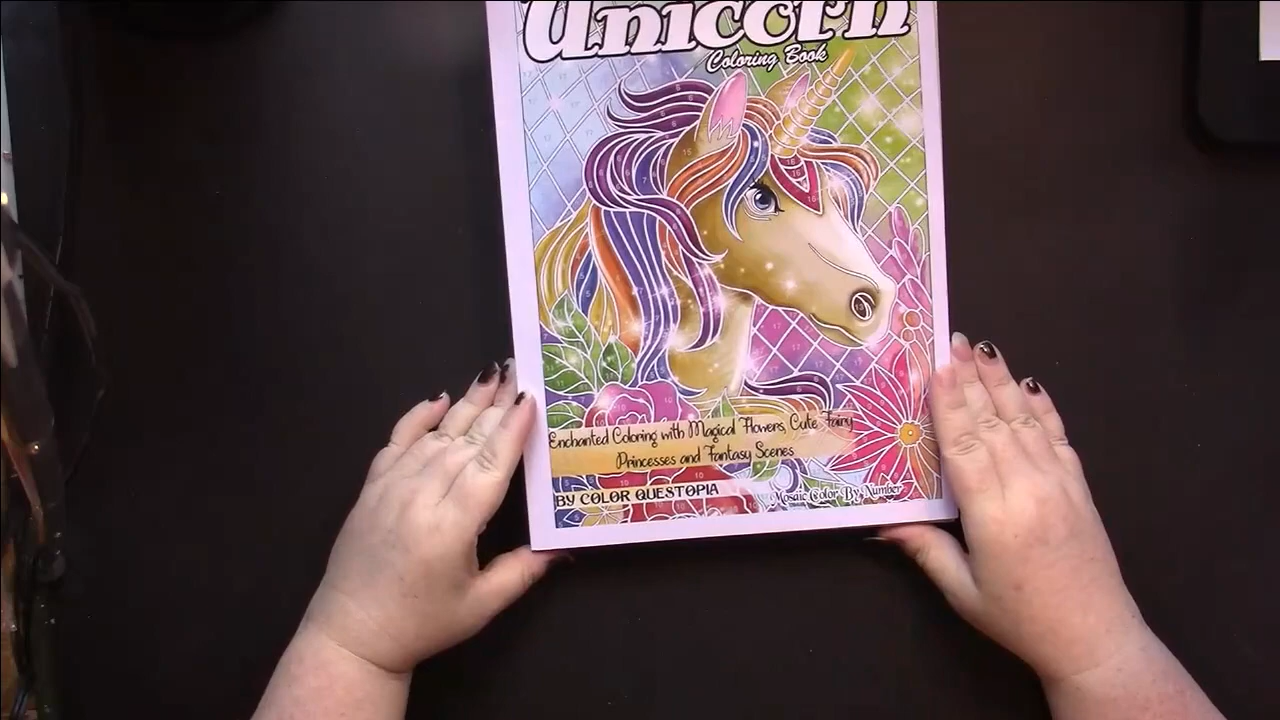 Unicorn
Coloring Book
Enchanted Coloring with Magical Flowers, Cute Fairy
Princesses and Fantasy Scenes
BY COLOR QUESTOPIA
Mosaic Color By Number